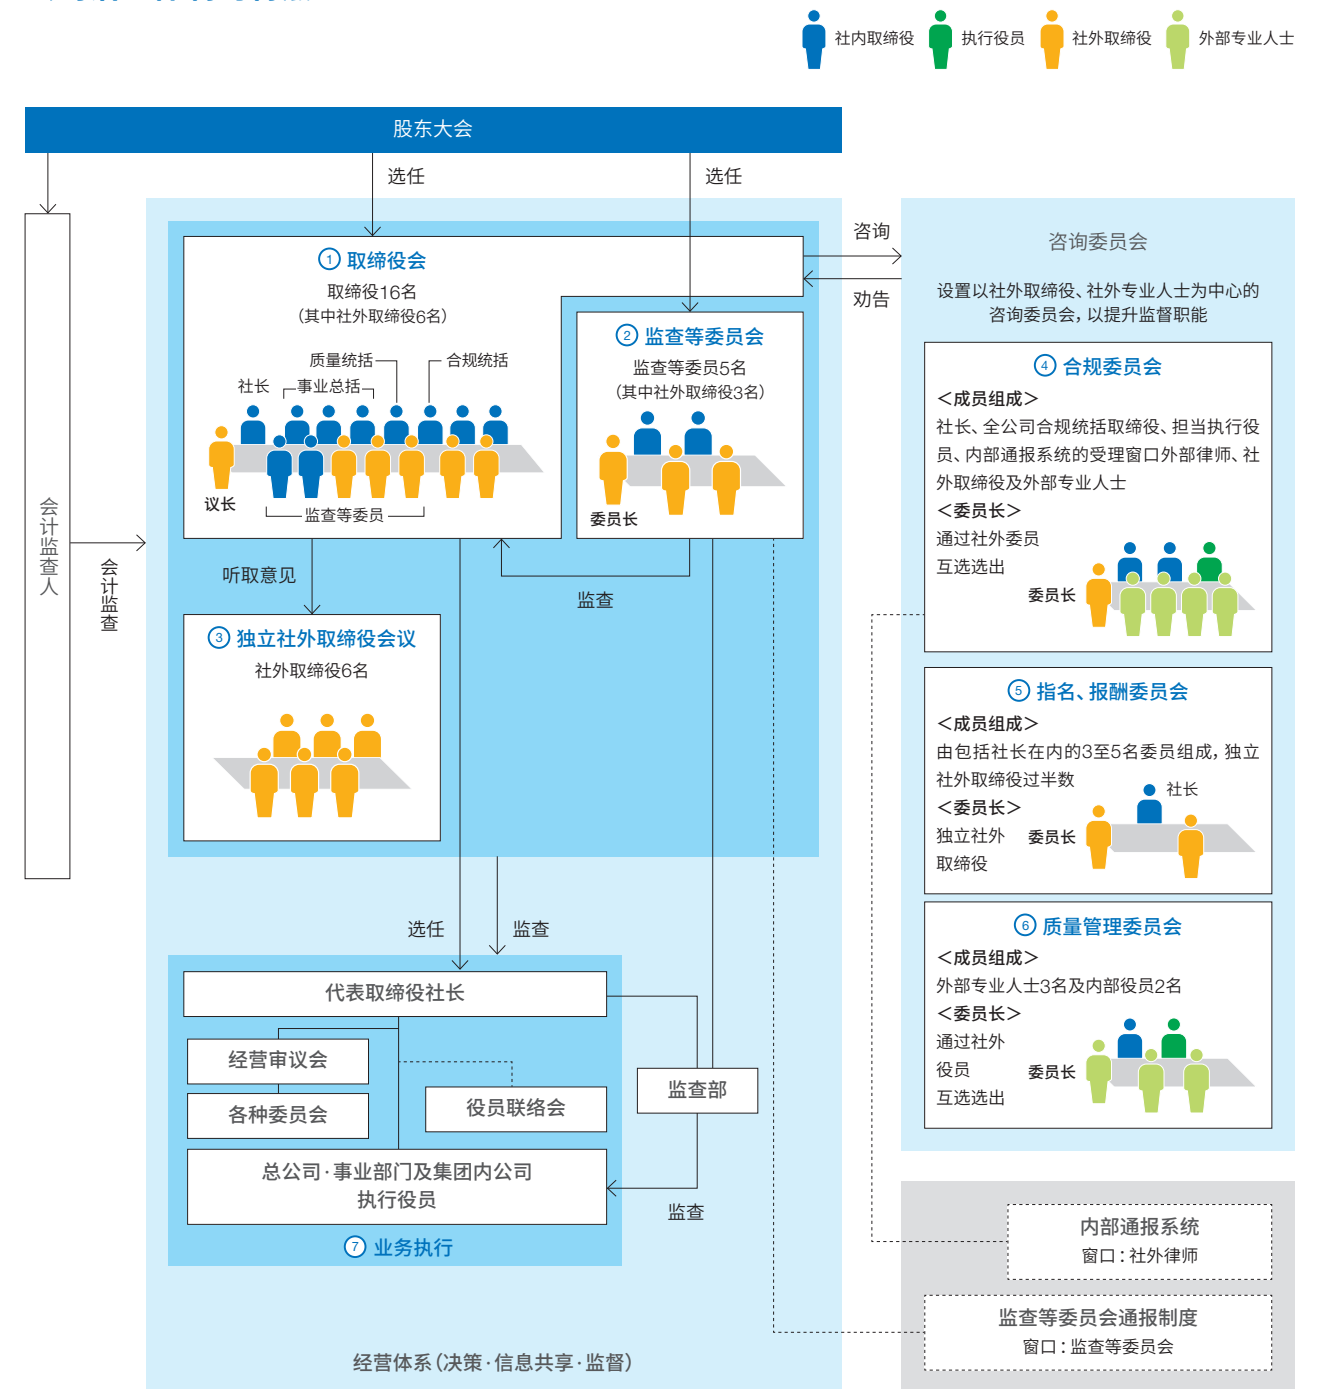 社内取缔役
执行役员
社外取缔役
外部专业人士
股东大会
选任
选任
会计监查人
会计监查
① 取缔役会
取缔役16名
（其中社外取缔役6名）
质量统括
合规统括
社长
事业总括
议长
监查等委员
② 监查等委员会
监查等委员5名
（其中社外取缔役3名）
委员长
咨询
劝告
听取意见
监查
③ 独立社外取缔役会议
社外取缔役6名
选任
监查
代表取缔役社长
经营审议会
各种委员会
役员联络会
监查部
总公司·事业部门及集团内公司
执行役员
监查
⑦ 业务执行
经营体系（决策·信息共享·监督）
咨询委员会
设置以社外取缔役、社外专业人士为中心的
咨询委员会，以提升监督职能
④ 合规委员会
＜成员组成＞
社长、全公司合规统括取缔役、担当执行役
员、内部通报系统的受理窗口外部律师、社
外取缔役及外部专业人士
＜委员长＞
通过社外委员
互选选出
委员长
⑤ 指名、报酬委员会
＜成员组成＞
由包括社长在内的3至5名委员组成，独立
社外取缔役过半数
＜委员长＞
独立社外
取缔役
社长
委员长
⑥ 质量管理委员会
＜成员组成＞
外部专业人士3名及内部役员2名
＜委员长＞
通过社外
役员
互选选出
委员长
内部通报系统
窗口：社外律师
监查等委员会通报制度
窗口：监查等委员会